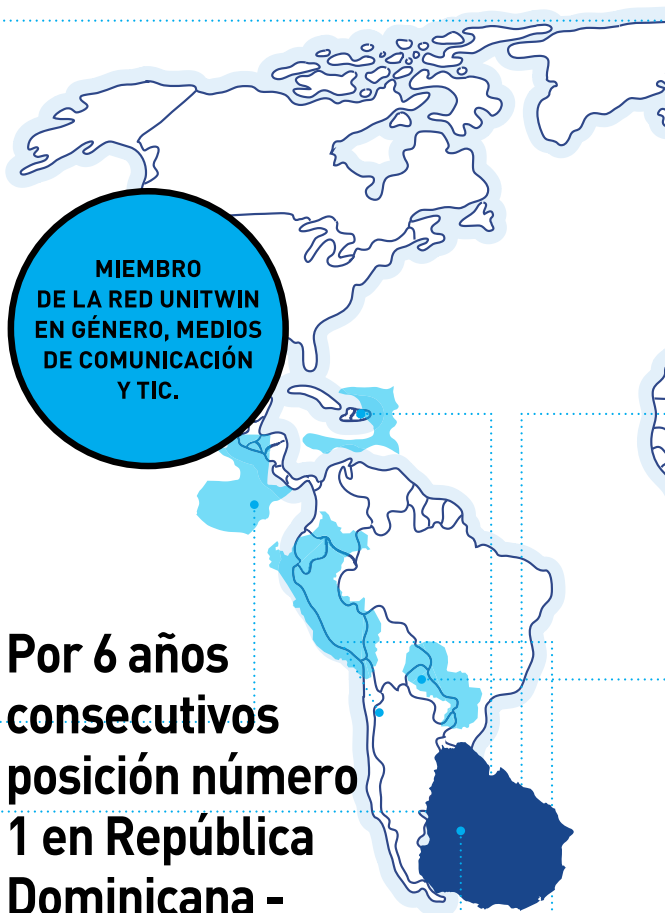 MIEMBRO
DE LA RED UNITWIN
EN GÉNERO, MEDIOS
DE COMUNICACIÓN
Y TIC.
Por 6 años
consecutivos
posición número
1 en República
Dominicana -